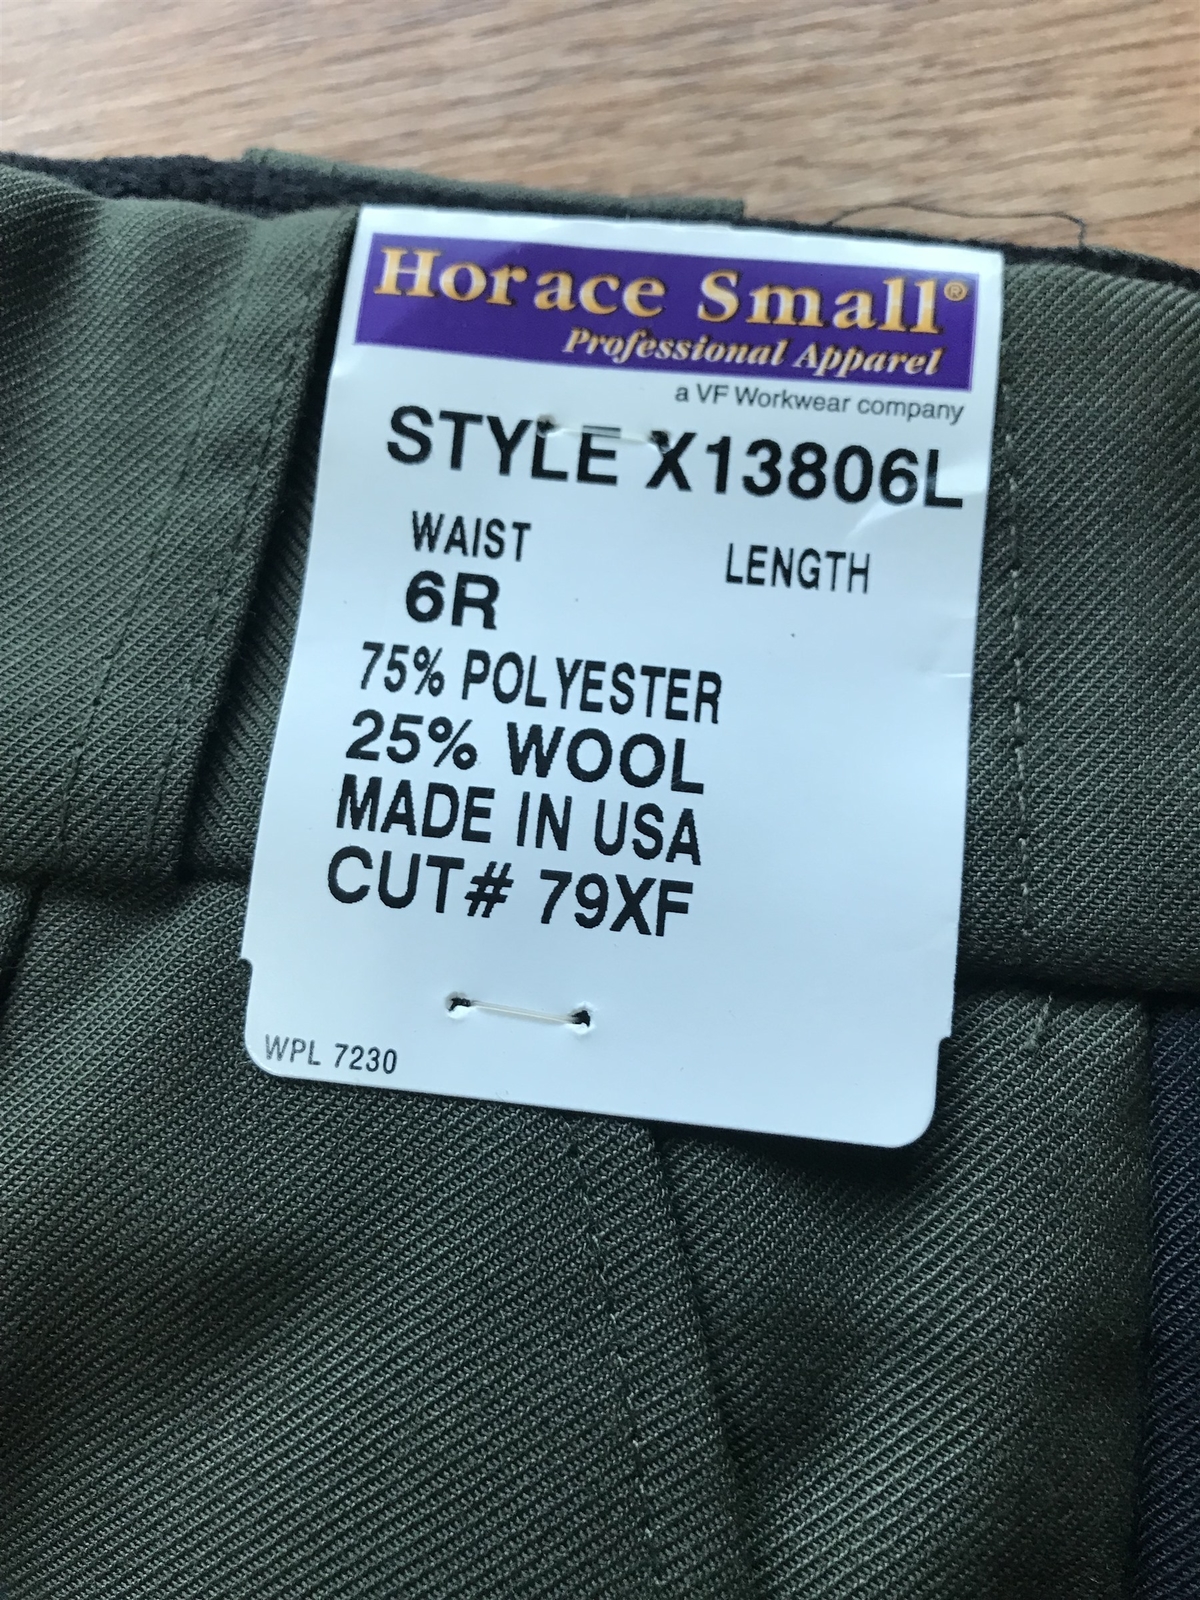 Horace Small®
Professional Apparel
a VF Workwear company
STYLE X13806L
WAIST LENGTH
6R
75% POLYESTER
25% WOOL
MADE IN USA
CUT# 79XF
WPL 7230